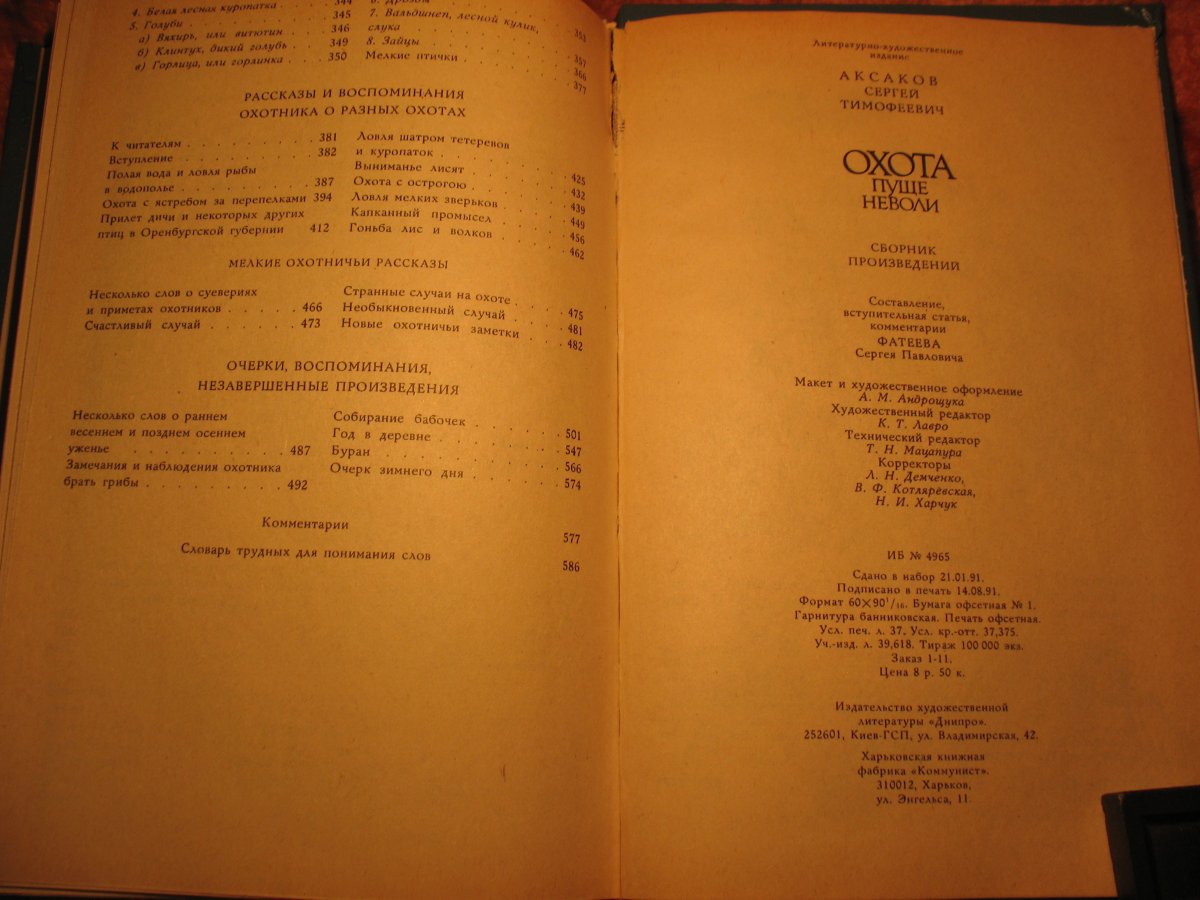 4. Белая лесная куропатка . . 344
5. Голуби . . . . . . . 345
а) Вяхирь, или витютин . 346
б) Клинтух, дикий голубь . 349
в) Горлица, или горлинка . . . 350
6. Дрозды . . . .
7. Вальдшнеп, лесной кулик,
слука . . . . . . . 353
8. Зайцы . . . . . . 357
Мелкие птички . . . . . 366
377
РАССКАЗЫ И ВОСПОМИНАНИЯ
ОХОТНИКА О РАЗНЫХ ОХОТАХ
К читателям . . . . . . . . 381
Вступление . . . . . . . . 382
Полая вода и ловля рыбы
в водополье . . . . . . . . 387
Охота с ястребом за перепелками 394
Прилет дичи и некоторых других
птиц в Оренбургской губернии 412
Ловля шатром тетеревов
и куропаток . . . . . . . 425
Выниманье лисят . . . . . 432
Охота с острогою . . . . . 439
Ловля мелких зверьков . . . 449
Капканный промысел . . . . 456
Гоньба лис и волков . . . . 462
МЕЛКИЕ ОХОТНИЧЬИ РАССКАЗЫ
Несколько слов о суевериях
и приметах охотников . . . . . 466
Счастливый случай . . . . . . 473
Странные случаи на охоте . . . 475
Необыкновенный случай . . . 481
Новые охотничьи заметки . . . 482
ОЧЕРКИ, ВОСПОМИНАНИЯ,
НЕЗАВЕРШЕННЫЕ ПРОИЗВЕДЕНИЯ
Несколько слов о раннем
весеннем и позднем осеннем
уженье . . . . . . . . . 487
Замечания и наблюдения охотника
брать грибы . . . . . . . . 492
Собирание бабочек . . . . 501
Год в деревне . . . . . . 547
Буран . . . . . . . . . 566
Очерк зимнего дня . . . . 574
Комментарии
577
Словарь трудных для понимания слов
586
Литературно-художественное
издание
АКСАКОВ
СЕРГЕЙ
ТИМОФЕЕВИЧ
ОХОТА
ПУЩЕ
НЕВОЛИ
СБОРНИК
ПРОИЗВЕДЕНИЙ
Составление,
вступительная статья,
комментарии
ФАТЕЕВА
Сергея Павловича
Макет и художественное оформление
А. М. Андрощука
Художественный редактор
К. Т. Лавро
Технический редактор
Т. Н. Мацапура
Корректоры
Л. Н. Демченко,
В. Ф. Котляревская,
Н. И. Харчук
ИБ № 4965
Сдано в набор 21.01.91.
Подписано в печать 14.08.91.
Формат 60×90¹/₁₆. Бумага офсетная № 1.
Гарнитура банниковская. Печать офсетная.
Усл. печ. л. 37. Усл. кр.-отт. 37,375.
Уч.-изд. л. 39,618. Тираж 100 000 экз.
Заказ 1-11.
Цена 8 р. 50 к.
Издательство художественной
литературы «Днипро».
252601, Киев-ГСП, ул. Владимирская, 42.
Харьковская книжная
фабрика «Коммунист».
310012, Харьков,
ул. Энгельса, 11.